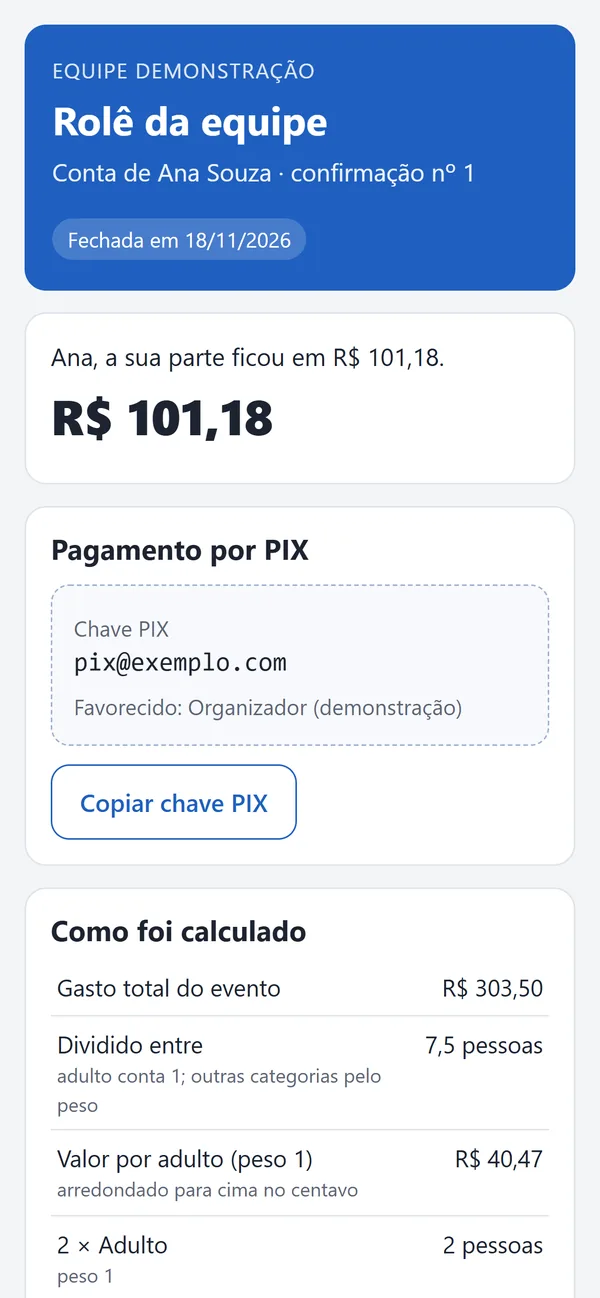 EQUIPE DEMONSTRAÇÃO
Rolê da equipe
Conta de Ana Souza · confirmação nº 1
Fechada em 18/11/2026
Ana, a sua parte ficou em R$ 101,18.
R$ 101,18
Pagamento por PIX
Chave PIX
pix@exemplo.com
Favorecido: Organizador (demonstração)
Copiar chave PIX
Como foi calculado
Gasto total do evento R$ 303,50
Dividido entre 7,5 pessoas
adulto conta 1; outras categorias pelo
peso
Valor por adulto (peso 1) R$ 40,47
arredondado para cima no centavo
2 × Adulto 2 pessoas
peso 1